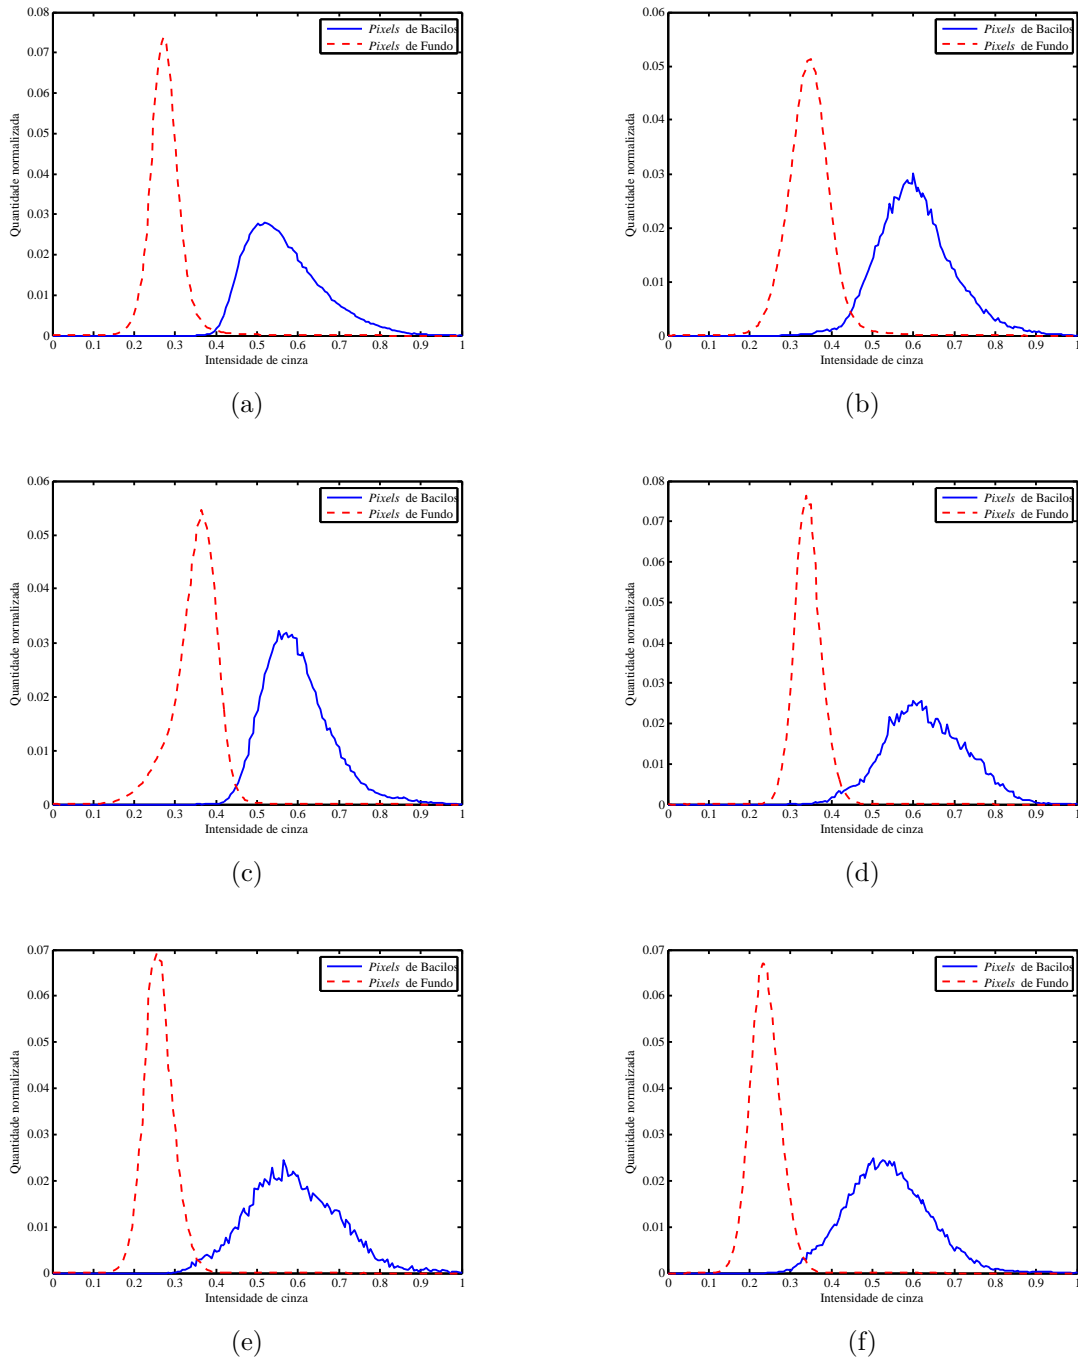 0.08
0.07
0.06
0.05
0.04
0.03
0.02
0.01
0
Quantidade normalizada
Pixels de Bacilos
Pixels de Fundo
0 0.1 0.2 0.3 0.4 0.5 0.6 0.7 0.8 0.9 1
Intensidade de cinza
(a)
0.06
0.05
0.04
0.03
0.02
0.01
0
Quantidade normalizada
Pixels de Bacilos
Pixels de Fundo
0 0.1 0.2 0.3 0.4 0.5 0.6 0.7 0.8 0.9 1
Intensidade de cinza
(b)
0.06
0.05
0.04
0.03
0.02
0.01
0
Quantidade normalizada
Pixels de Bacilos
Pixels de Fundo
0 0.1 0.2 0.3 0.4 0.5 0.6 0.7 0.8 0.9 1
Intensidade de cinza
(c)
0.08
0.07
0.06
0.05
0.04
0.03
0.02
0.01
0
Quantidade normalizada
Pixels de Bacilos
Pixels de Fundo
0 0.1 0.2 0.3 0.4 0.5 0.6 0.7 0.8 0.9 1
Intensidade de cinza
(d)
0.07
0.06
0.05
0.04
0.03
0.02
0.01
0
Quantidade normalizada
Pixels de Bacilos
Pixels de Fundo
0 0.1 0.2 0.3 0.4 0.5 0.6 0.7 0.8 0.9 1
Intensidade de cinza
(e)
0.07
0.06
0.05
0.04
0.03
0.02
0.01
0
Quantidade normalizada
Pixels de Bacilos
Pixels de Fundo
0 0.1 0.2 0.3 0.4 0.5 0.6 0.7 0.8 0.9 1
Intensidade de cinza
(f)